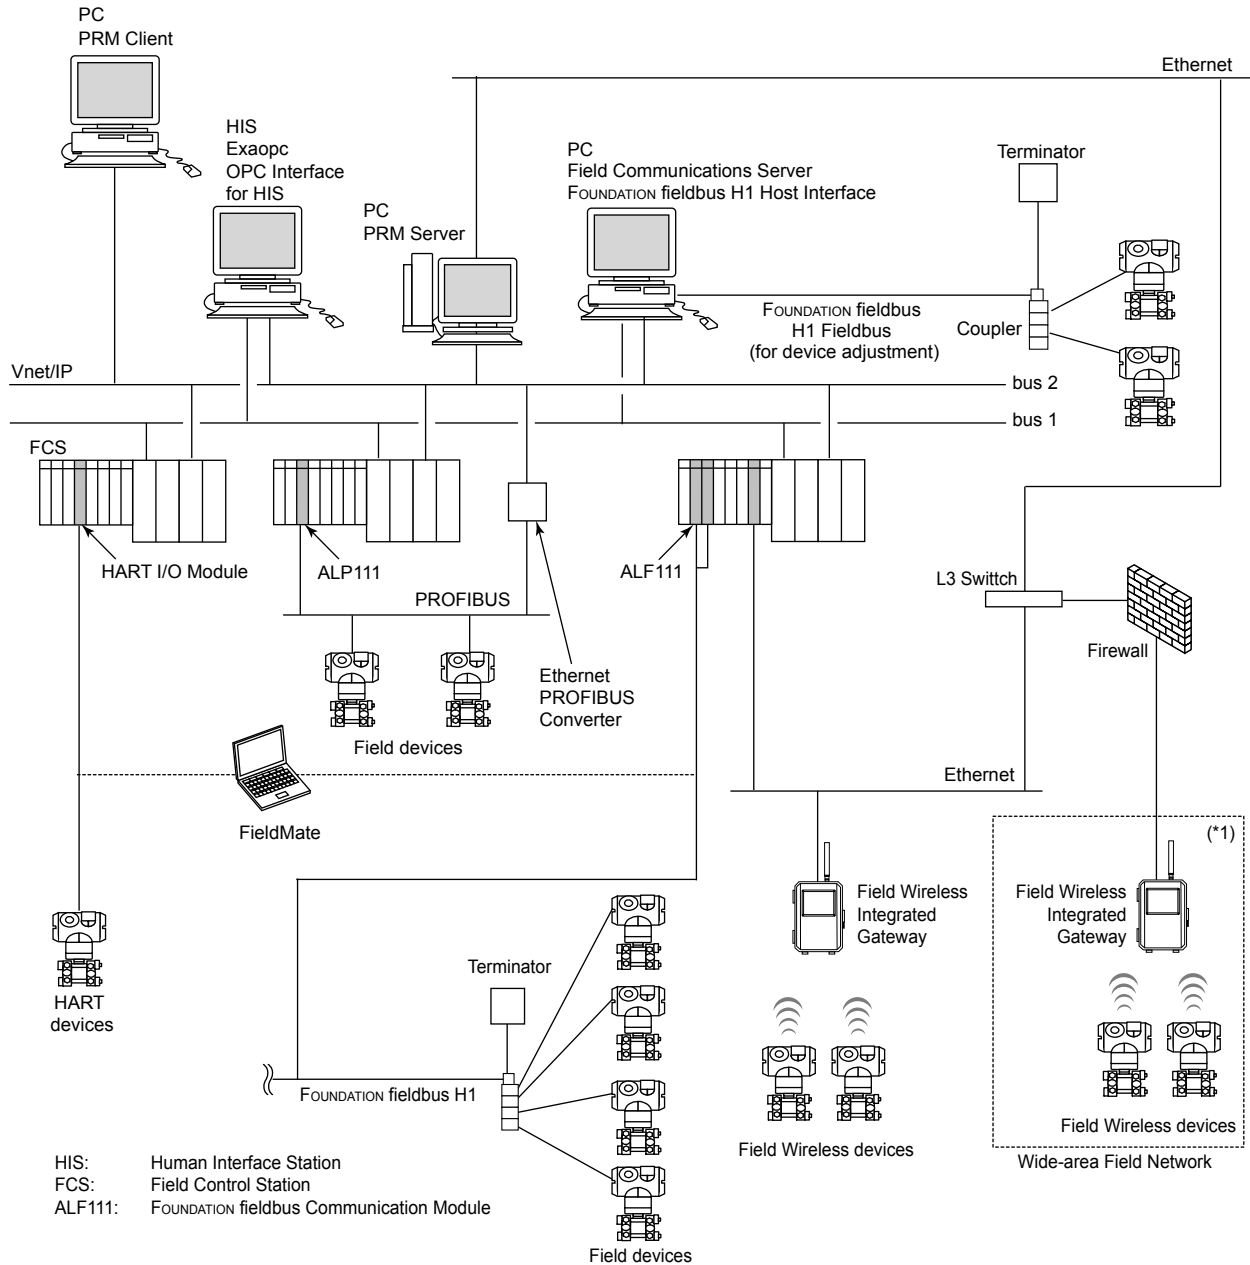 PC
PRM Client
Ethernet
HIS
Exaopc
OPC Interface
for HIS
PC
PRM Server
PC
Field Communications Server
FOUNDATION fieldbus H1 Host Interface
Terminator
FOUNDATION fieldbus
H1 Fieldbus
(for device adjustment)
Coupler
Vnet/IP
bus 2
bus 1
FCS
HART I/O Module
ALP111
ALF111
PROFIBUS
L3 Swittch
Firewall
Ethernet
PROFIBUS
Converter
Field devices
FieldMate
Ethernet
(*1)
Field Wireless
Integrated
Gateway
Field Wireless
Integrated
Gateway
HART
devices
Terminator
FOUNDATION fieldbus H1
Field Wireless devices
Field Wireless devices
Wide-area Field Network
HIS: Human Interface Station
FCS: Field Control Station
ALF111: FOUNDATION fieldbus Communication Module
Field devices